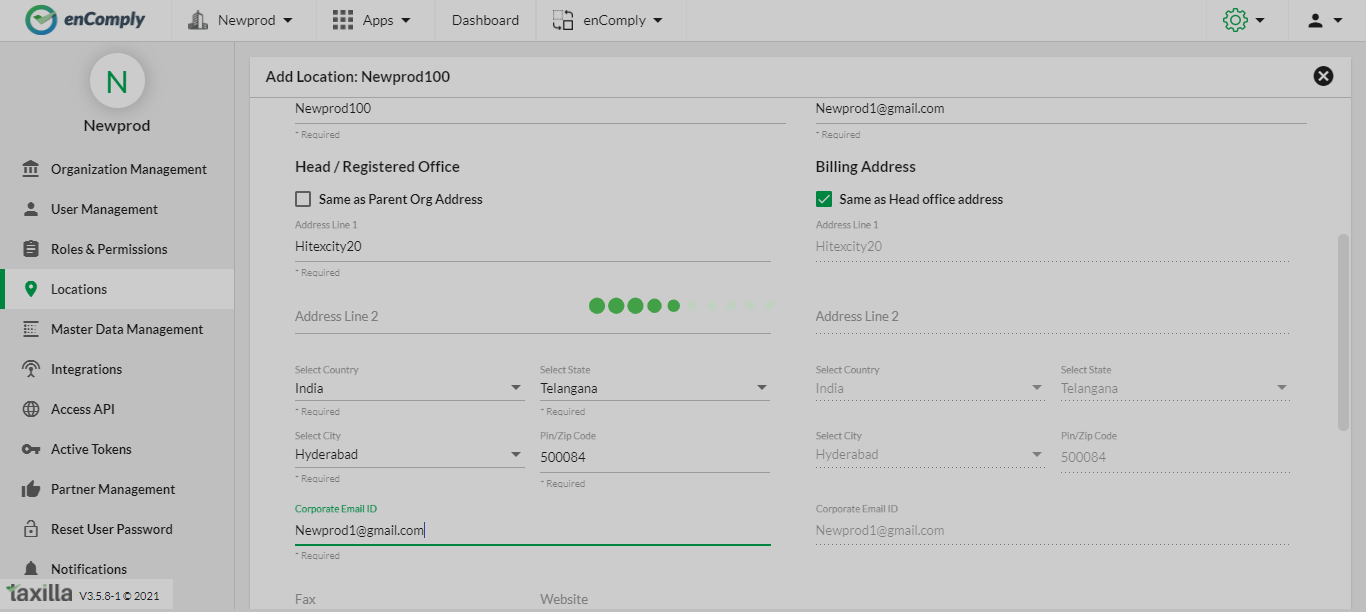 enComply
Newprod
Apps
Dashboard
enComply
N
Newprod
Organization Management
User Management
Roles & Permissions
Locations
Master Data Management
Integrations
Access API
Active Tokens
Partner Management
Reset User Password
Notifications
taxilla V3.5.8-1 © 2021
Add Location: Newprod100
Newprod100 Newprod1@gmail.com
* Required * Required
Head / Registered Office Billing Address
Same as Parent Org Address Same as Head office address
Address Line 1 Address Line 1
Hitexcity20 Hitexcity20
* Required
Address Line 2 Address Line 2
Select Country Select State Select Country Select State
India Telangana India Telangana
* Required * Required
Select City Pin/Zip Code Select City Pin/Zip Code
Hyderabad 500084 Hyderabad 500084
* Required * Required
Corporate Email ID Corporate Email ID
Newprod1@gmail.com Newprod1@gmail.com
* Required
Fax Website